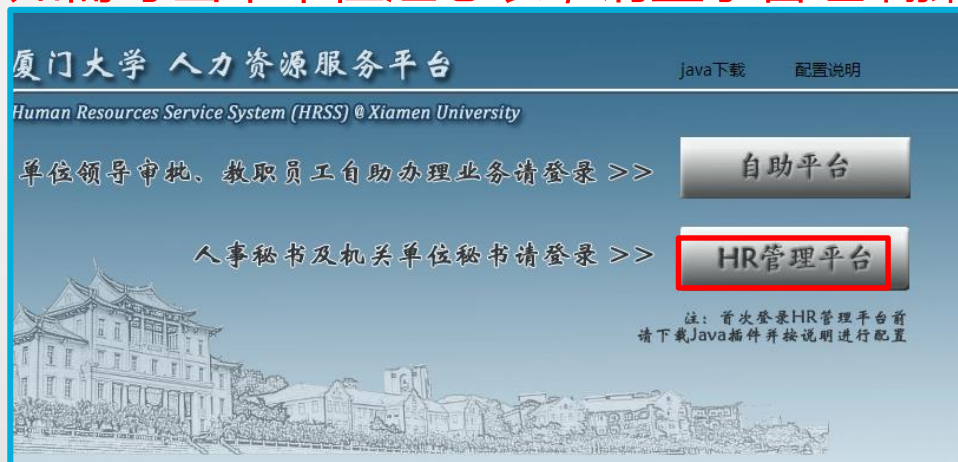 厦门大学 人力资源服务平台
java下载 配置说明
Human Resources Service System (HRSS) @ Xiamen University
单位领导审批、教职员工自助办理业务请登录 >>
自助平台
人事秘书及机关单位秘书请登录 >>
HR管理平台
注：首次登录HR管理平台前
请下载Java插件并按说明进行配置